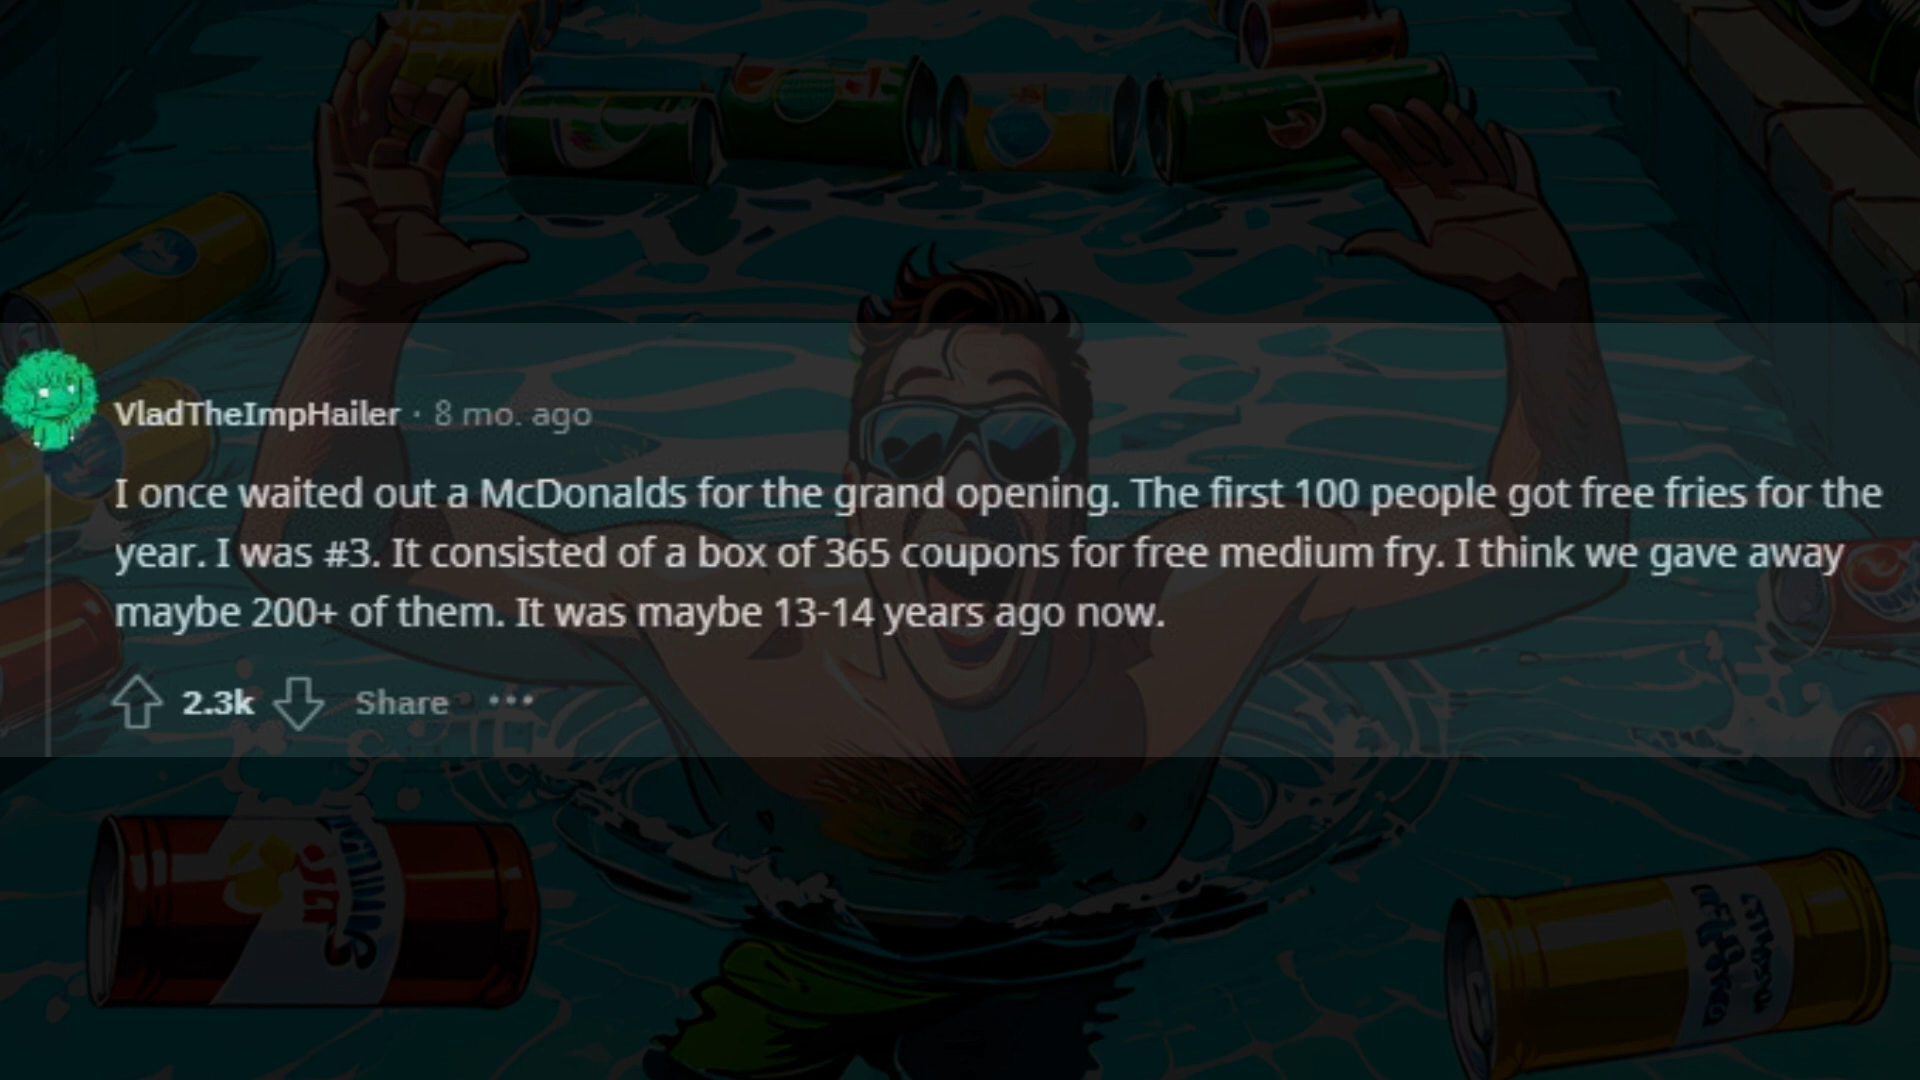 VladTheImpHailer · 8 mo. ago
I once waited out a McDonalds for the grand opening. The first 100 people got free fries for the
year. I was #3. It consisted of a box of 365 coupons for free medium fry. I think we gave away
maybe 200+ of them. It was maybe 13-14 years ago now.
2.3k Share ···